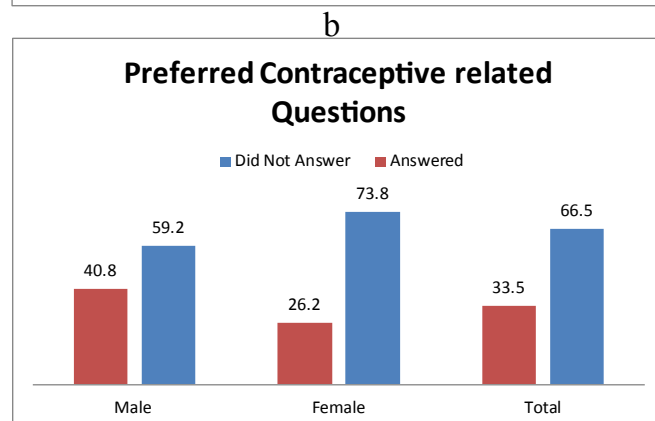 b
Preferred Contraceptive related
Questions
Did Not Answer Answered
40.8 59.2 26.2 73.8 33.5 66.5
Male Female Total